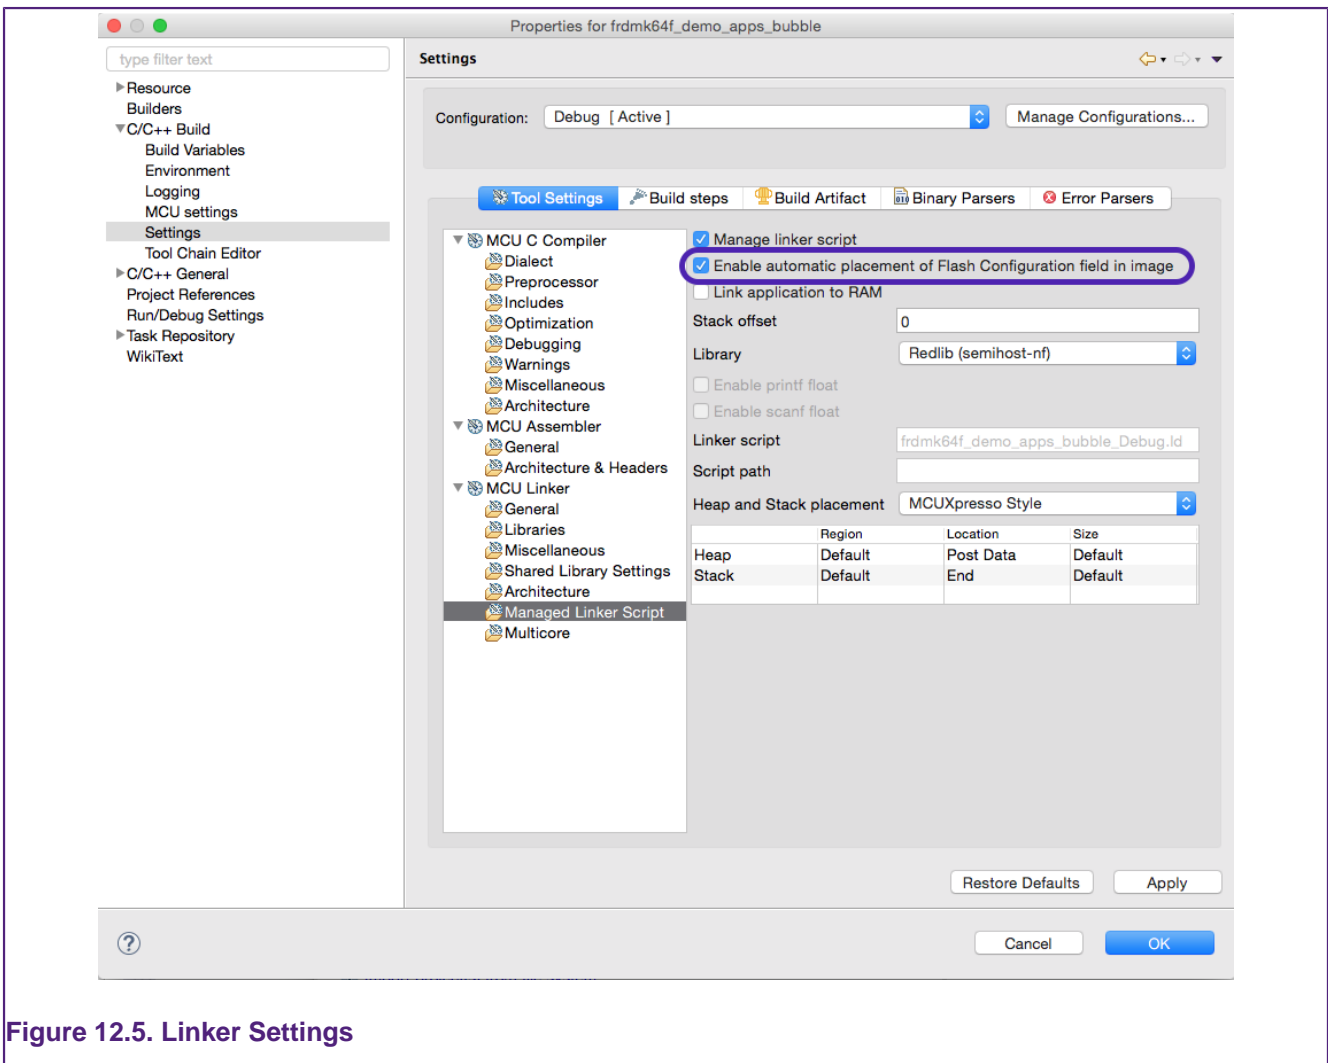 Properties for frdmk64f_demo_apps_bubble
type filter text
Resource
Builders
C/C++ Build
Build Variables
Environment
Logging
MCU settings
Settings
Tool Chain Editor
C/C++ General
Project References
Run/Debug Settings
Task Repository
WikiText
Settings
Configuration: Debug [ Active ] Manage Configurations...
Tool Settings Build steps Build Artifact Binary Parsers Error Parsers
MCU C Compiler
Dialect
Preprocessor
Includes
Optimization
Debugging
Warnings
Miscellaneous
Architecture
MCU Assembler
General
Architecture & Headers
MCU Linker
General
Libraries
Miscellaneous
Shared Library Settings
Architecture
Managed Linker Script
Multicore
Manage linker script
Enable automatic placement of Flash Configuration field in image
Link application to RAM
Stack offset 0
Library Redlib (semihost-nf)
Enable printf float
Enable scanf float
Linker script frdmk64f_demo_apps_bubble_Debug.ld
Script path
Heap and Stack placement MCUXpresso Style
Region Location Size
Heap Default Post Data Default
Stack Default End Default
Restore Defaults Apply
? Cancel OK
Figure 12.5. Linker Settings